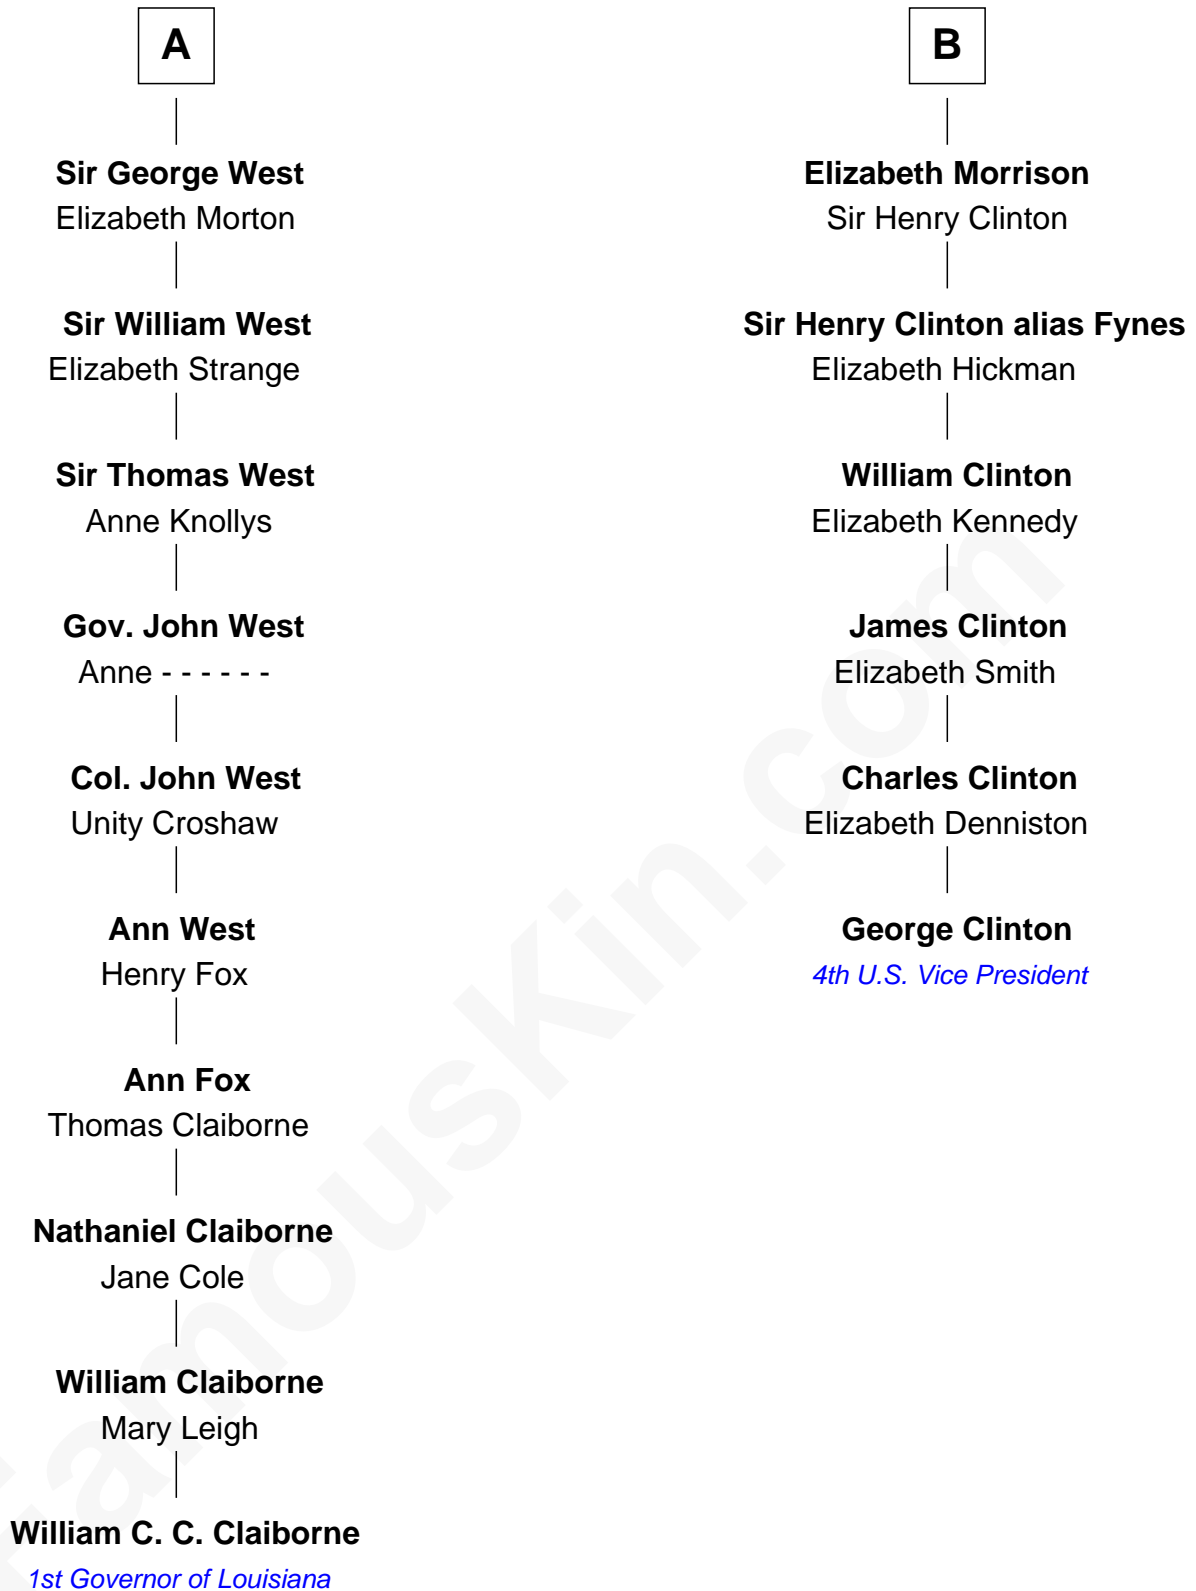 A
Sir George West
Elizabeth Morton
Sir William West
Elizabeth Strange
Sir Thomas West
Anne Knollys
Gov. John West
Anne - - - - - -
Col. John West
Unity Croshaw
Ann West
Henry Fox
Ann Fox
Thomas Claiborne
Nathaniel Claiborne
Jane Cole
William Claiborne
Mary Leigh
William C. C. Claiborne
1st Governor of Louisiana
B
Elizabeth Morrison
Sir Henry Clinton
Sir Henry Clinton alias Fynes
Elizabeth Hickman
William Clinton
Elizabeth Kennedy
James Clinton
Elizabeth Smith
Charles Clinton
Elizabeth Denniston
George Clinton
4th U.S. Vice President
FamousKin.com